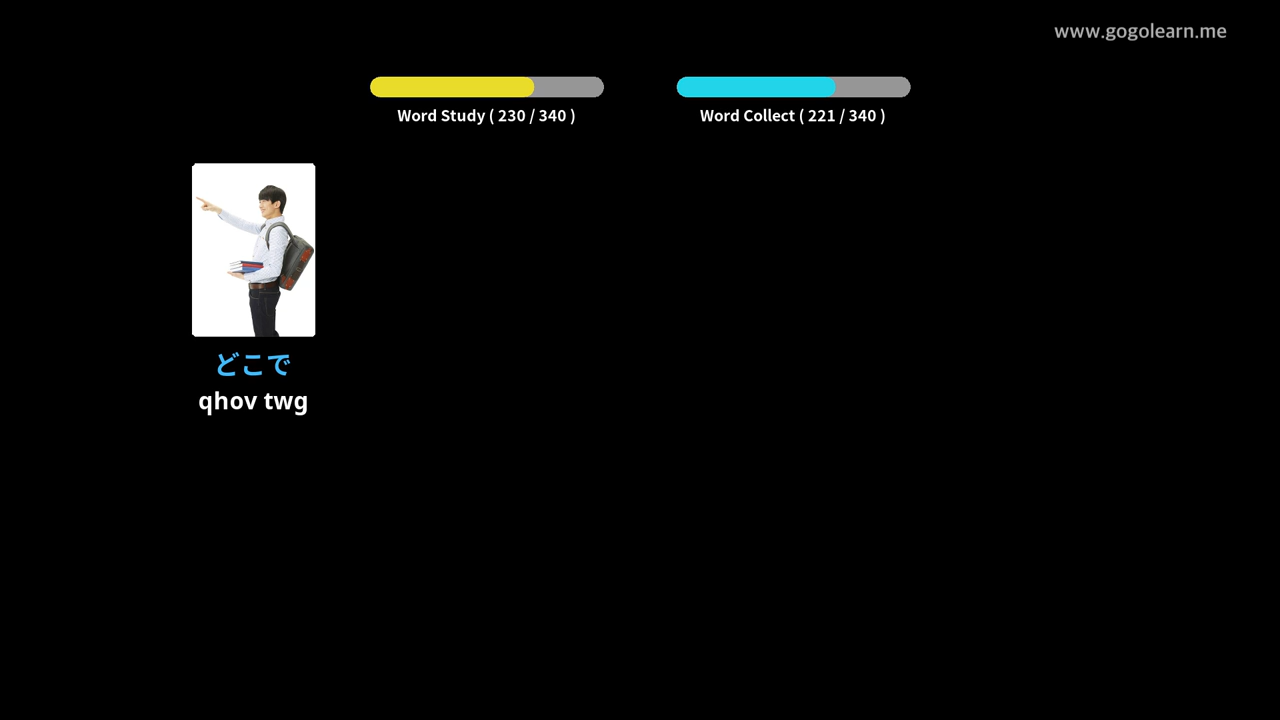 www.gogolearn.me
Word Study ( 230 / 340 )
Word Collect ( 221 / 340 )
どこで
qhov twg